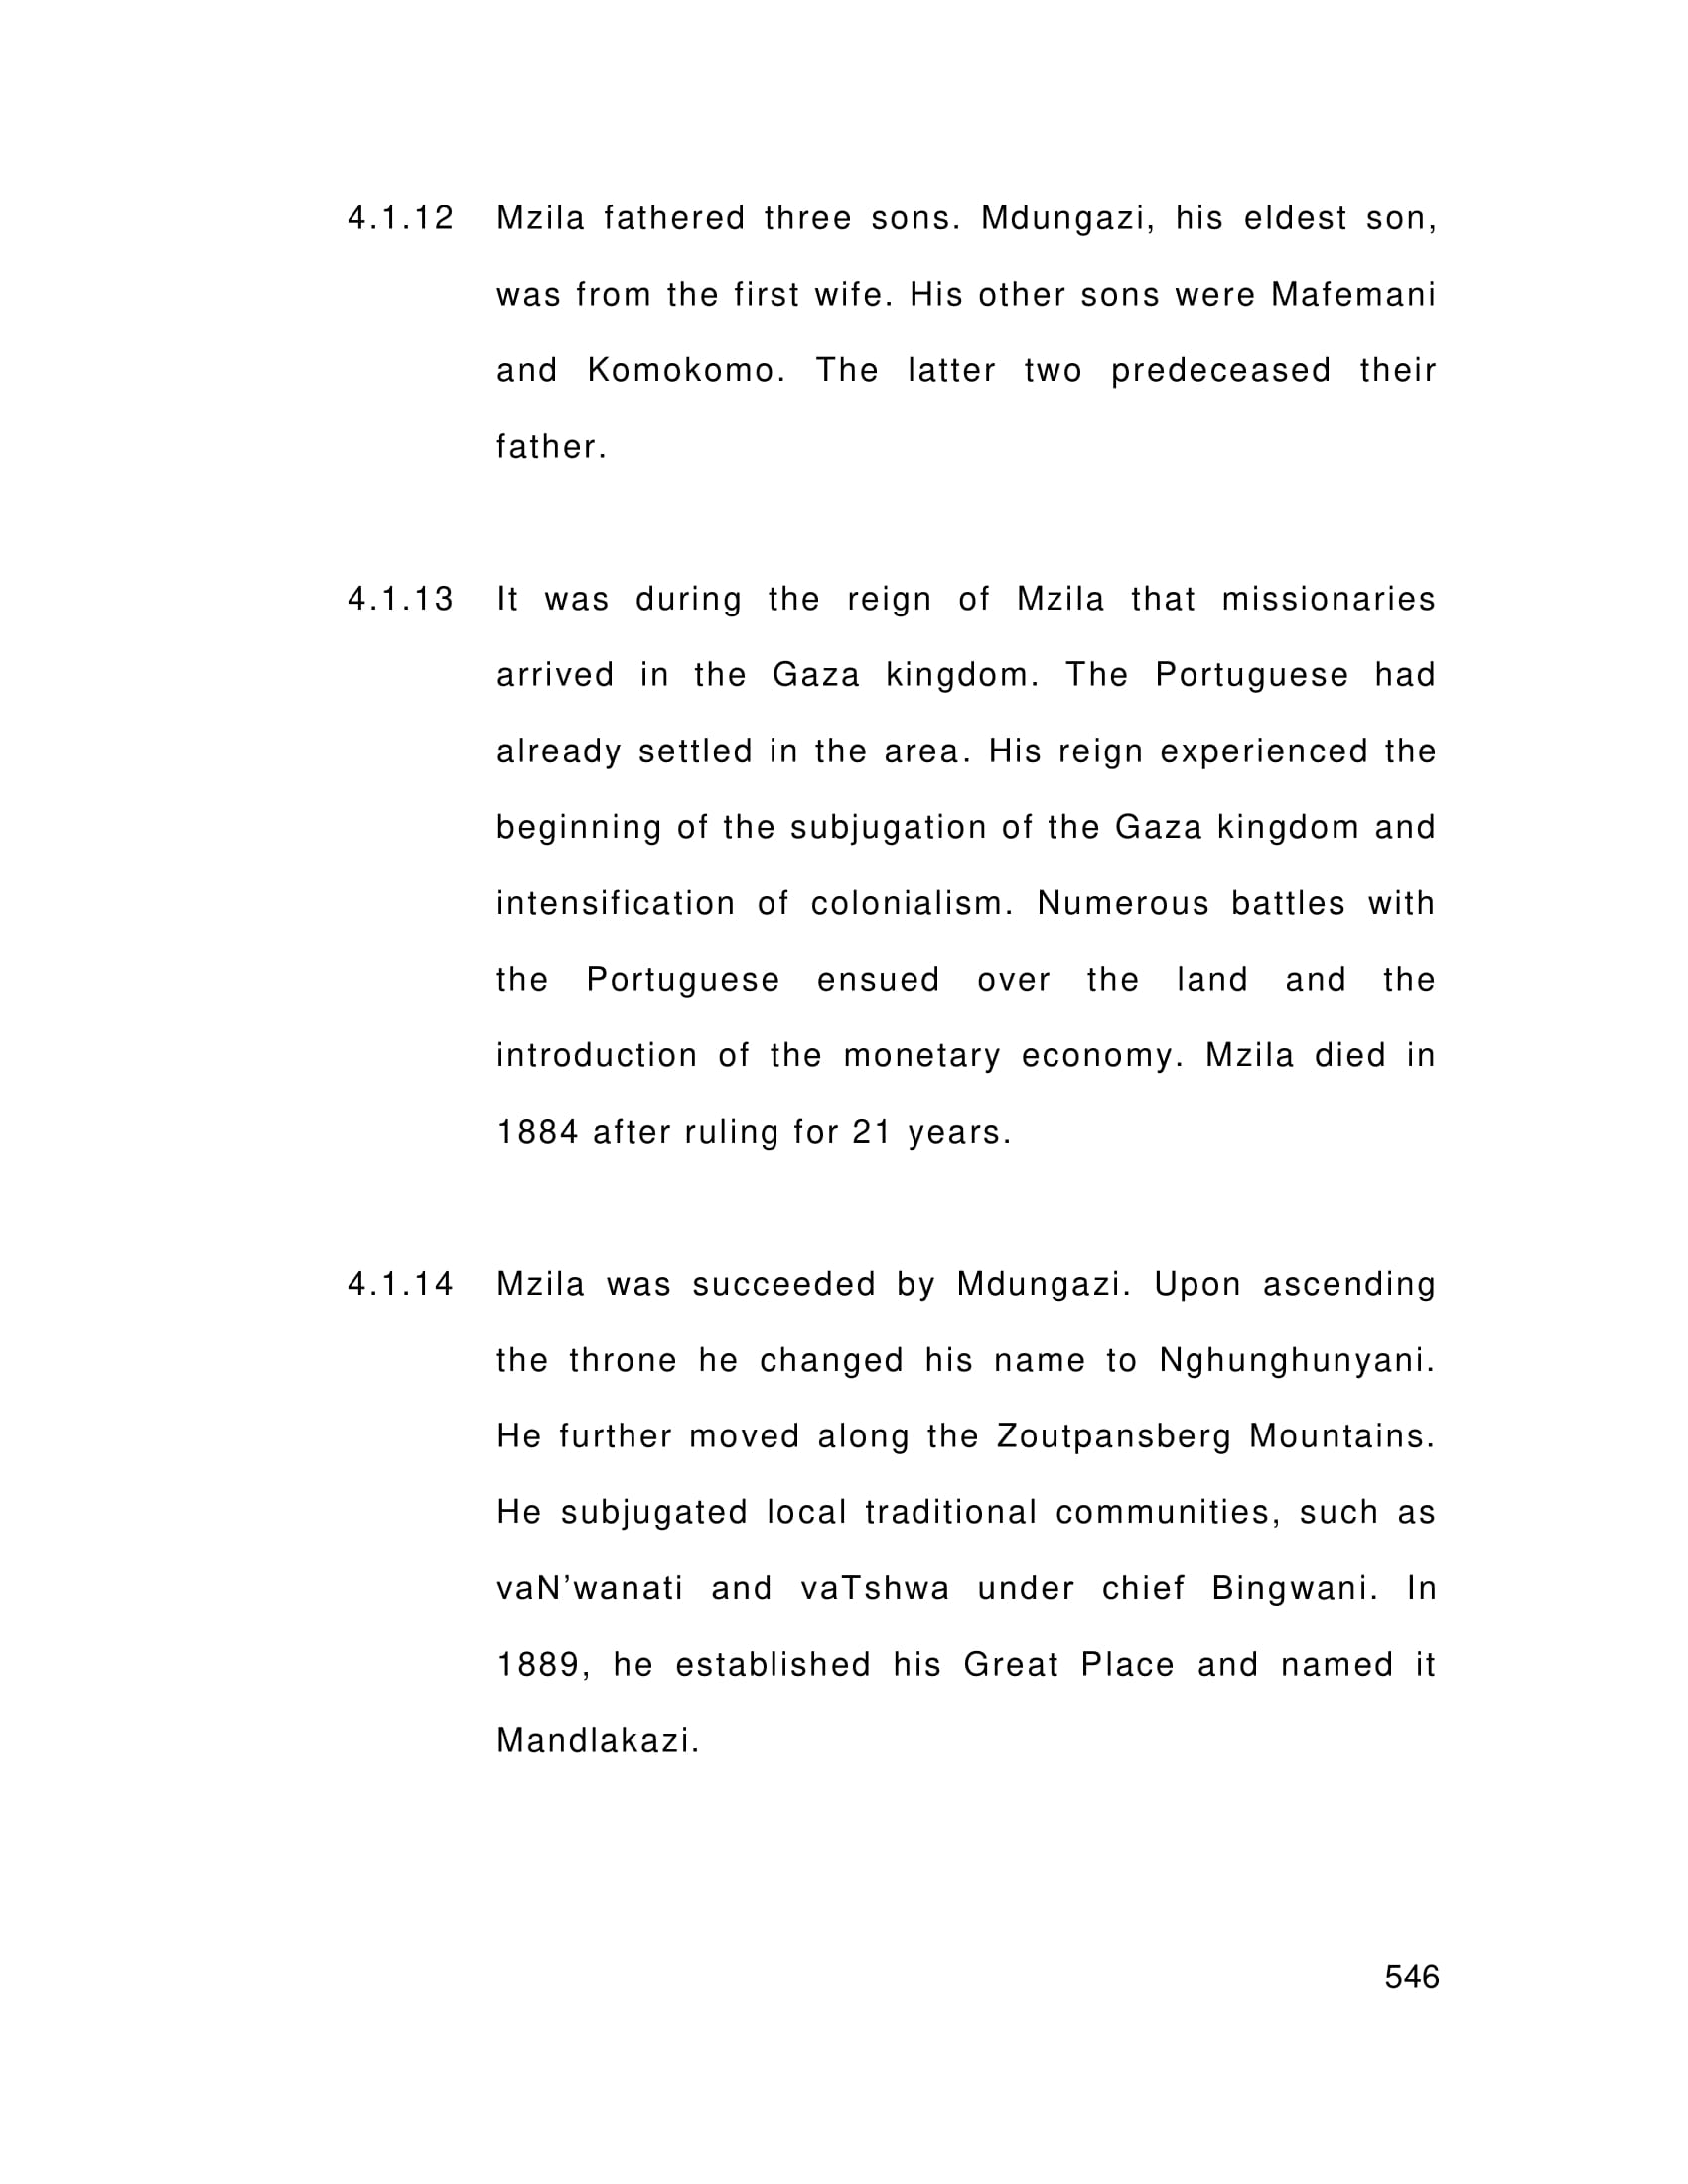 4.1.12 Mzila fathered three sons. Mdungazi, his eldest son,
was from the first wife. His other sons were Mafemani
and Komokomo. The latter two predeceased their
father.
4.1.13 It was during the reign of Mzila that missionaries
arrived in the Gaza kingdom. The Portuguese had
already settled in the area. His reign experienced the
beginning of the subjugation of the Gaza kingdom and
intensification of colonialism. Numerous battles with
the Portuguese ensued over the land and the
introduction of the monetary economy. Mzila died in
1884 after ruling for 21 years.
4.1.14 Mzila was succeeded by Mdungazi. Upon ascending
the throne he changed his name to Nghunghunyani.
He further moved along the Zoutpansberg Mountains.
He subjugated local traditional communities, such as
vaN’wanati and vaTshwa under chief Bingwani. In
1889, he established his Great Place and named it
Mandlakazi.
546